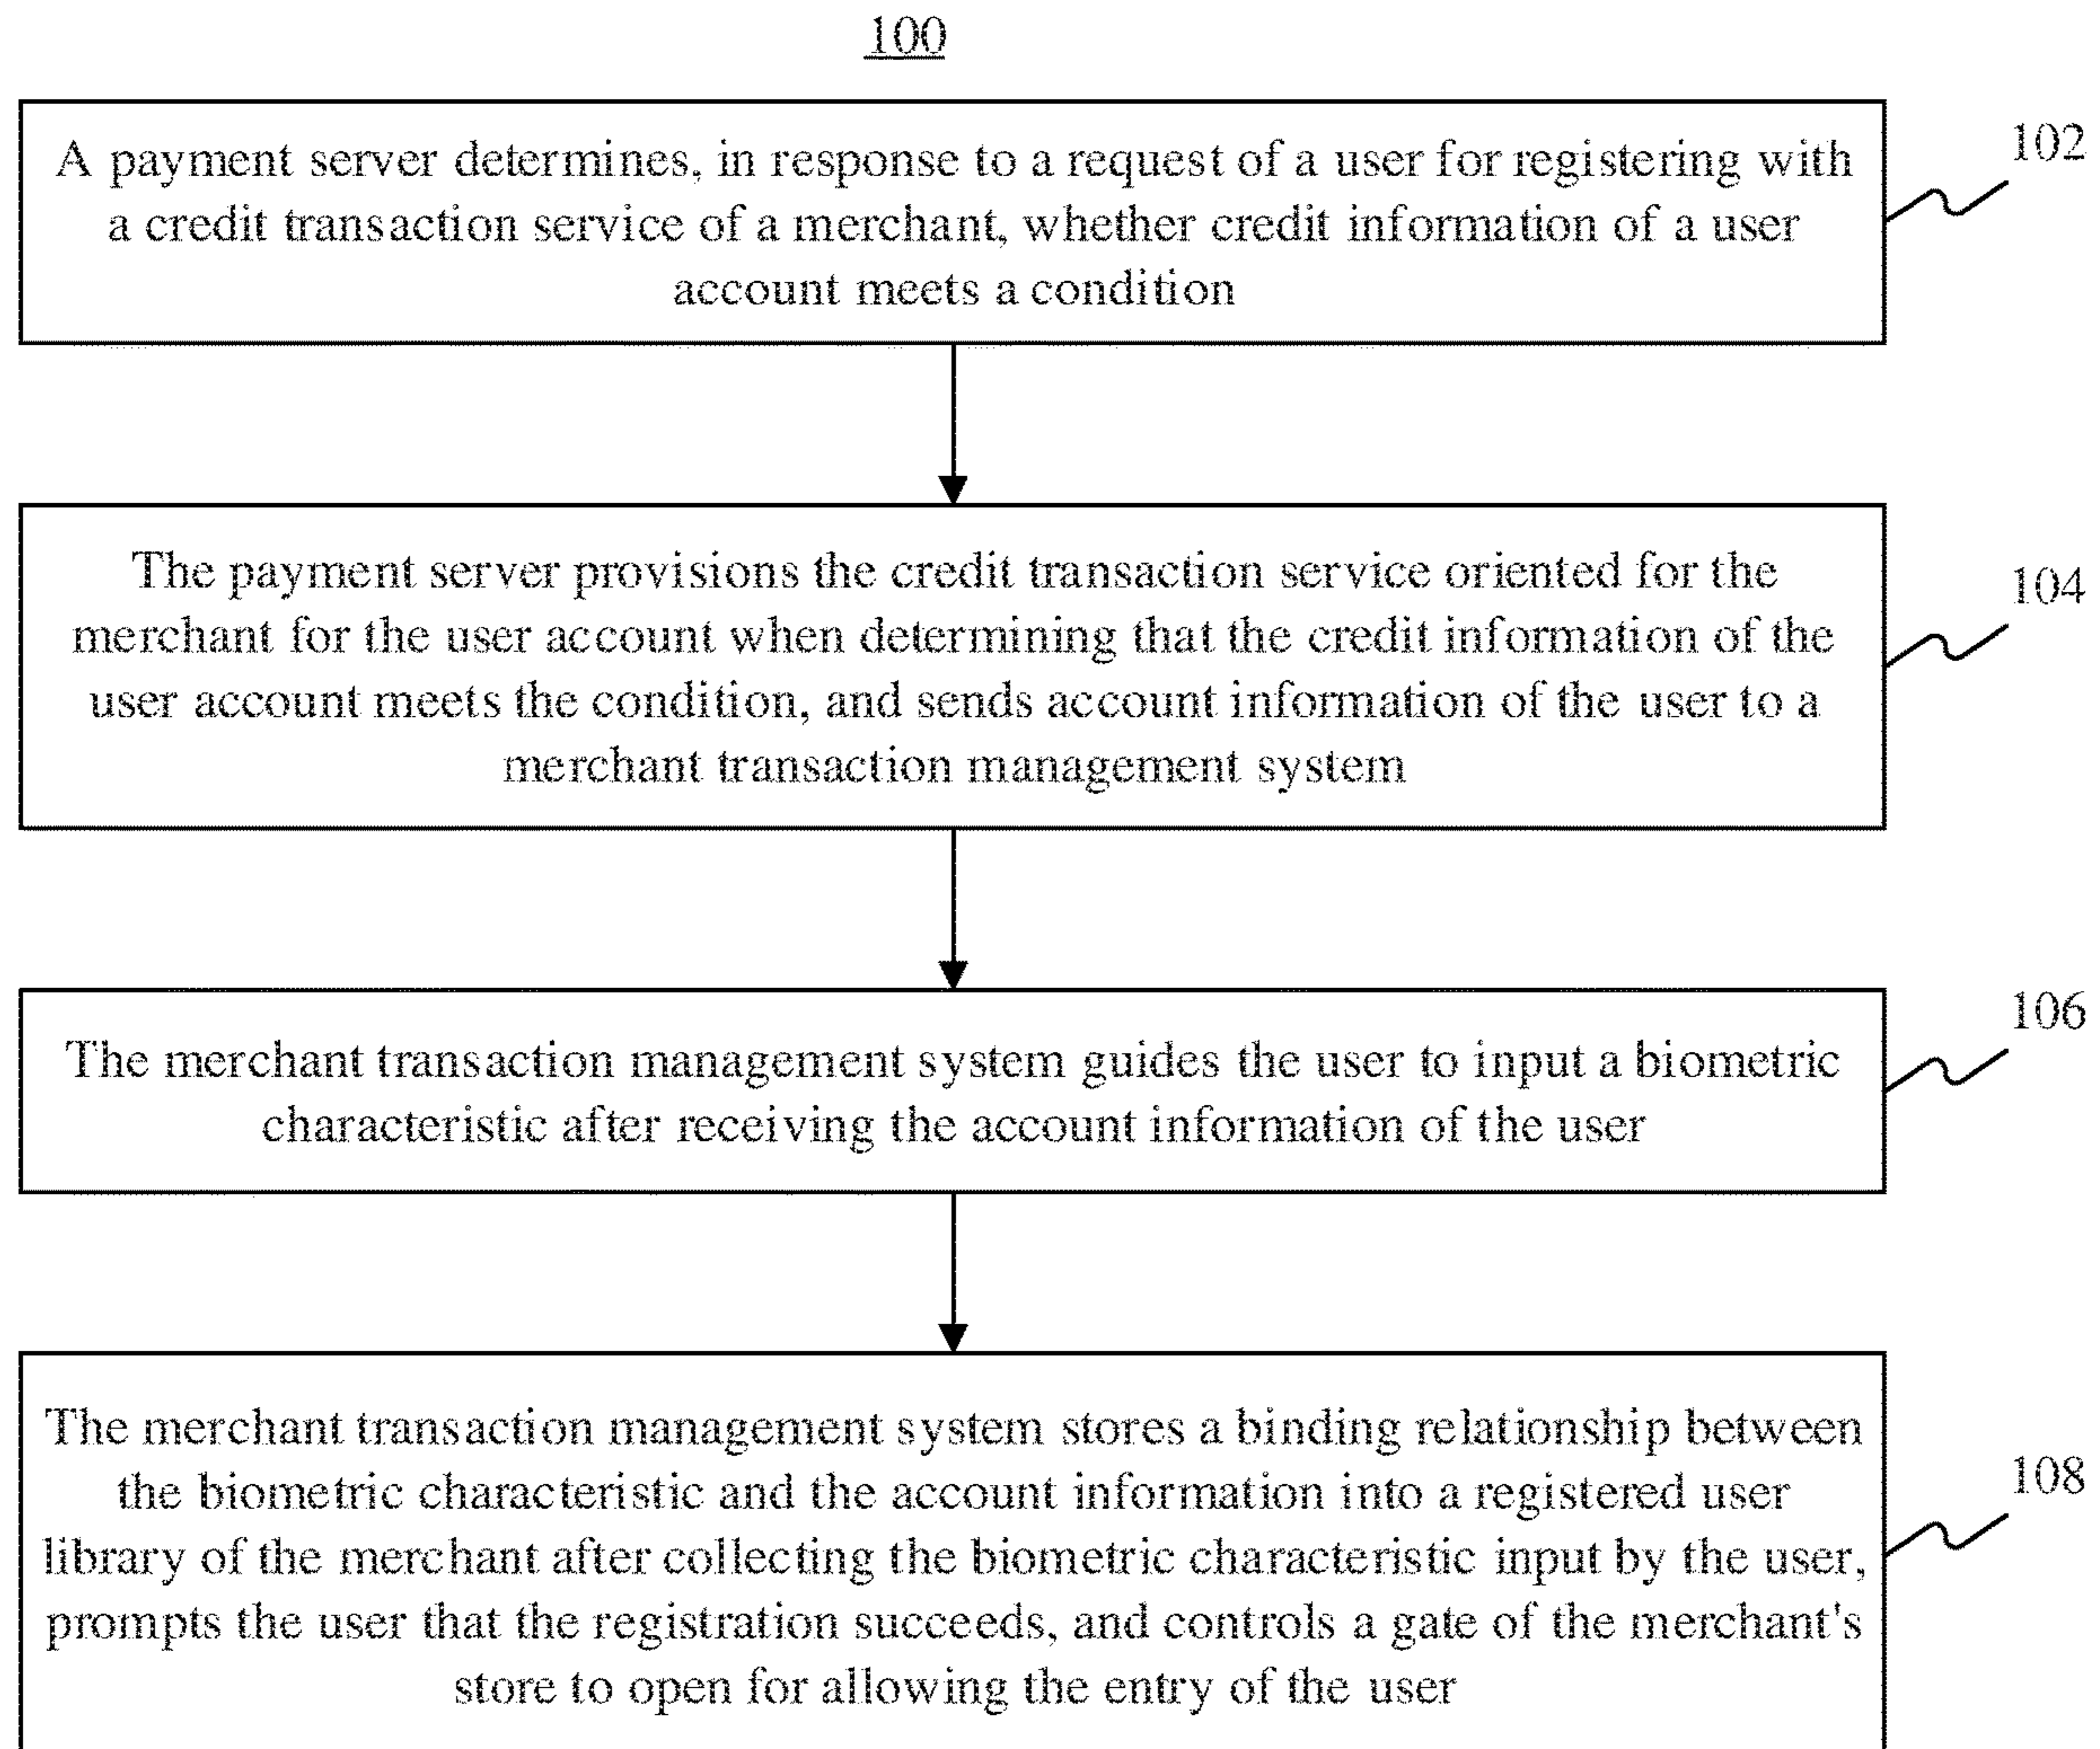 100
A payment server determines, in response to a request of a user for registering with
a credit transaction service of a merchant, whether credit information of a user
account meets a condition
102
The payment server provisions the credit transaction service oriented for the
merchant for the user account when determining that the credit information of the
user account meets the condition, and sends account information of the user to a
merchant transaction management system
104
The merchant transaction management system guides the user to input a biometric
characteristic after receiving the account information of the user
106
The merchant transaction management system stores a binding relationship between
the biometric characteristic and the account information into a registered user
library of the merchant after collecting the biometric characteristic input by the user,
prompts the user that the registration succeeds, and controls a gate of the merchant's
store to open for allowing the entry of the user
108